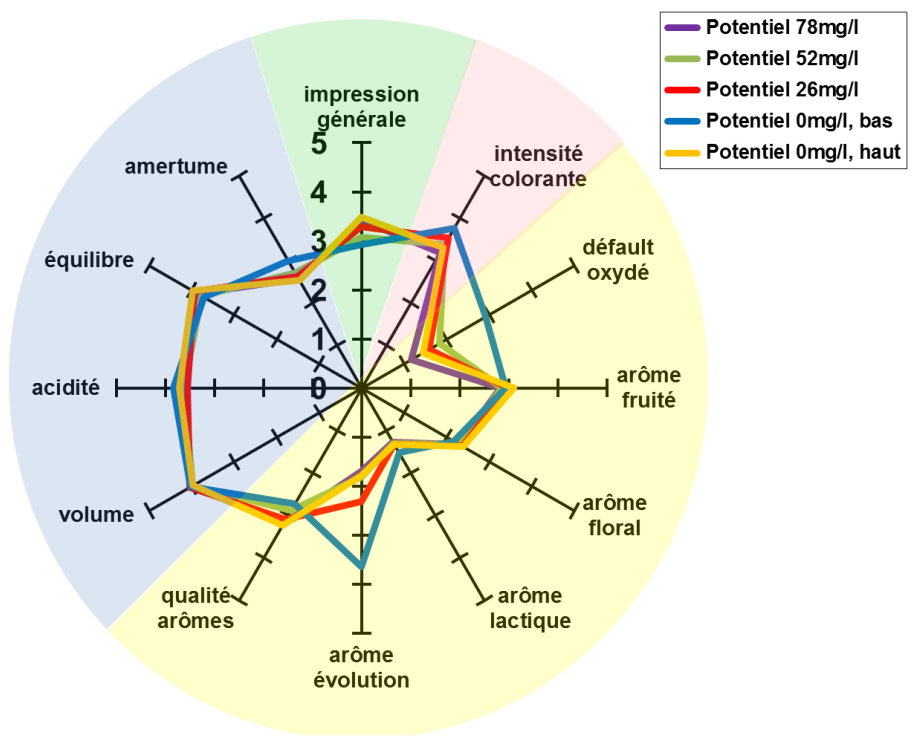 Potentiel 78mg/l
Potentiel 52mg/l
Potentiel 26mg/l
Potentiel 0mg/l, bas
Potentiel 0mg/l, haut
impression
générale
intensité
colorante
défault
oxydé
arôme
fruité
arôme
floral
arôme
lactique
arôme
évolution
qualité
arômes
volume
acidité
équilibre
amertume
5
4
3
2
1
0